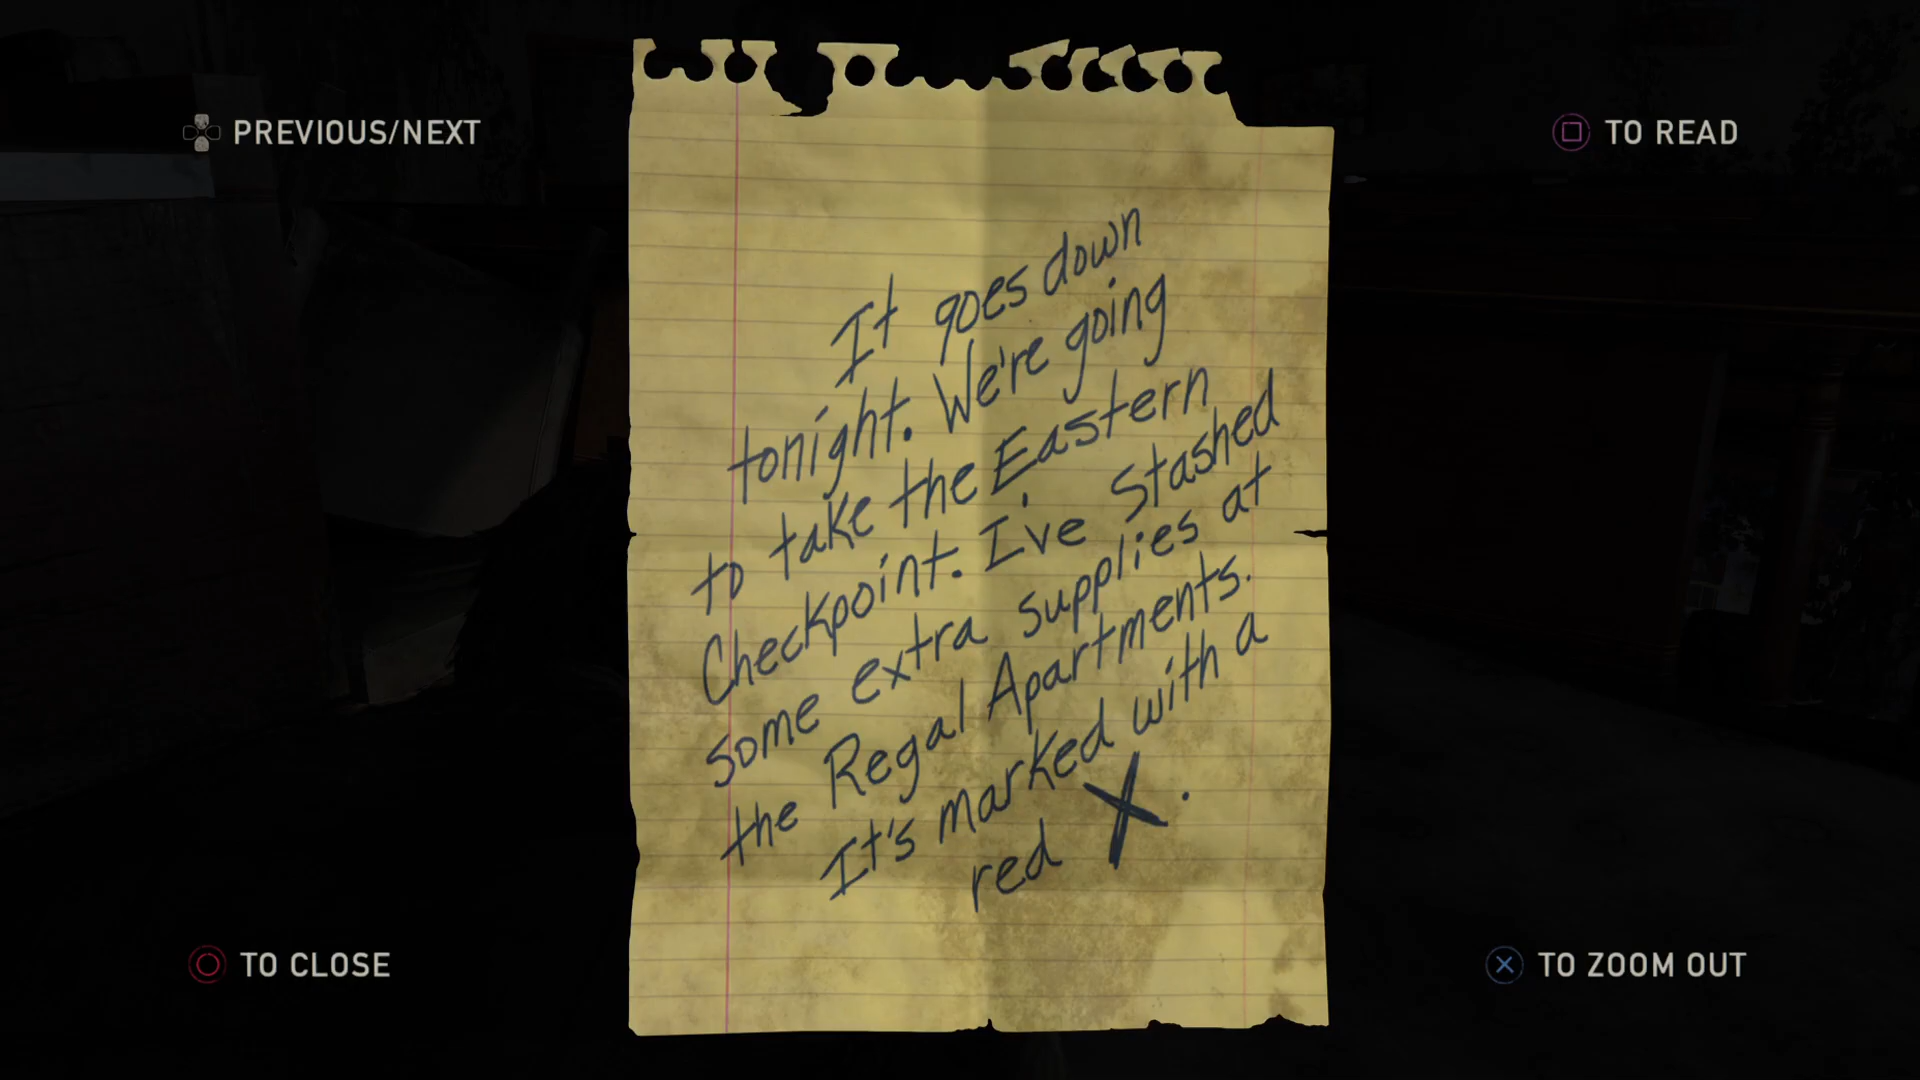 PREVIOUS/NEXT
TO READ
It goes down
tonight. We're going
to take the Eastern
Checkpoint. I've Stashed
some extra supplies at
the Regal Apartments.
It's marked with a
red X.
TO CLOSE
TO ZOOM OUT